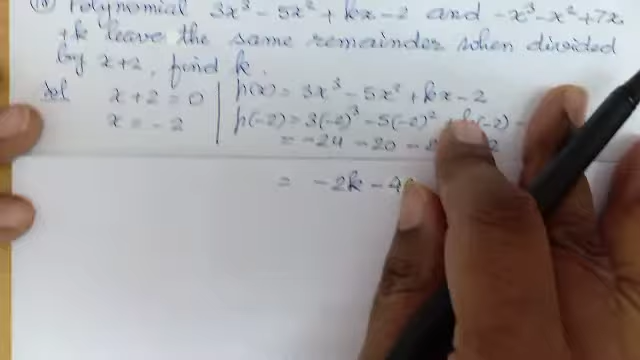 Polynomial 3x³ - 5x² + kx - 2 and -x³ - x² + 7x
+k leave the same remainder when divided
by x+2, find k.
Sol x + 2 = 0
x = -2
p(x) = 3x³ - 5x² + kx - 2
p(-2) = 3(-2)³ - 5(-2)² + k(-2) -
= -24 - 20 - 2
= -2k - 4